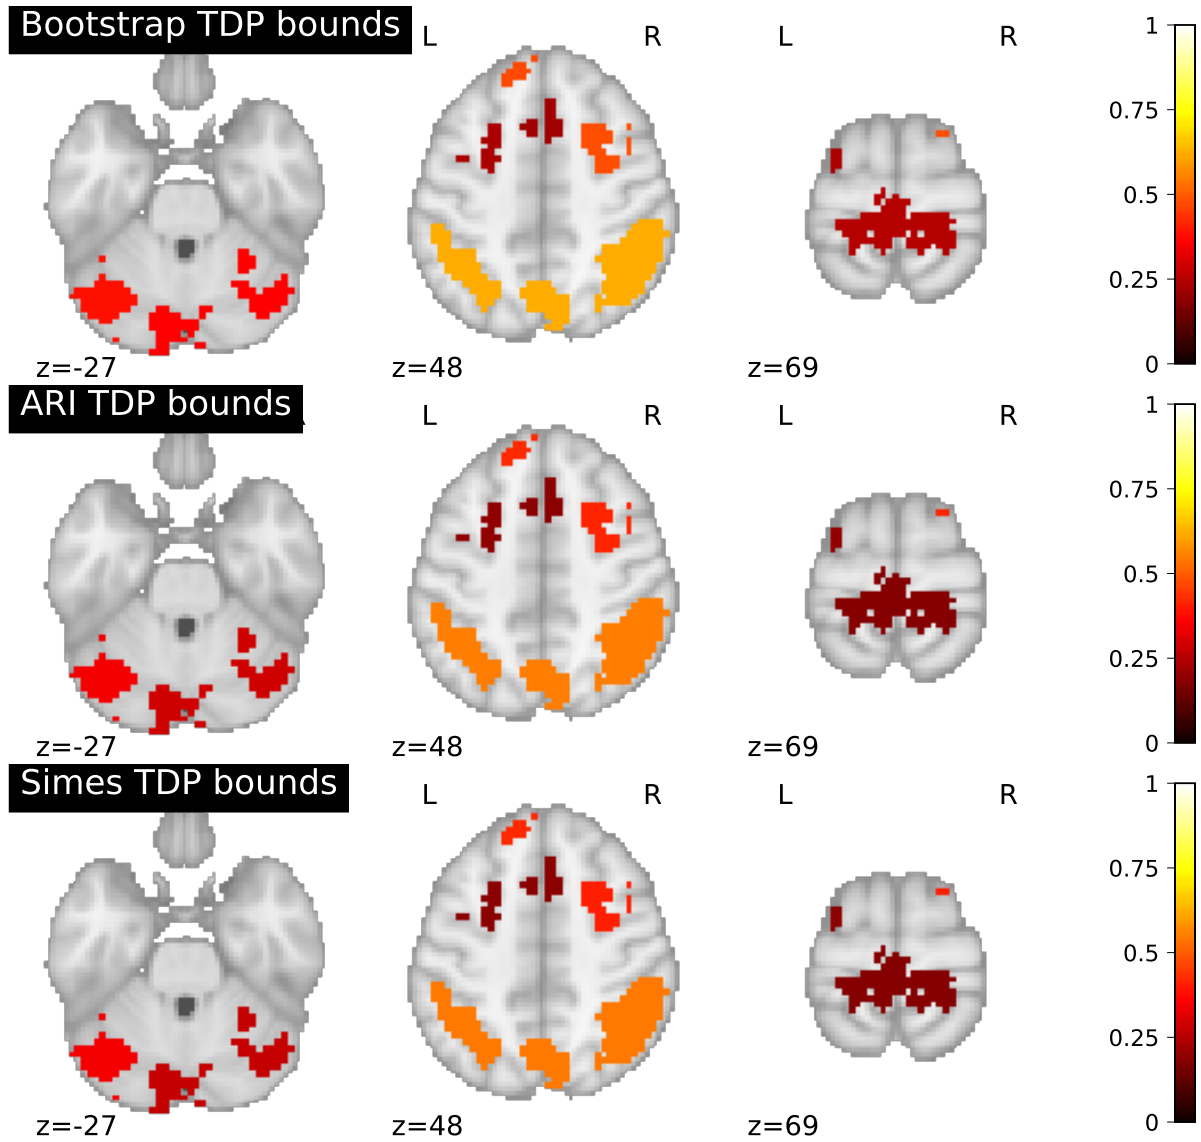 Bootstrap TDP bounds
L R L R
z=-27 z=48 z=69
1
0.75
0.5
0.25
0
ARI TDP bounds
L R L R
z=-27 z=48 z=69
1
0.75
0.5
0.25
0
Simes TDP bounds
L R L R
z=-27 z=48 z=69
1
0.75
0.5
0.25
0